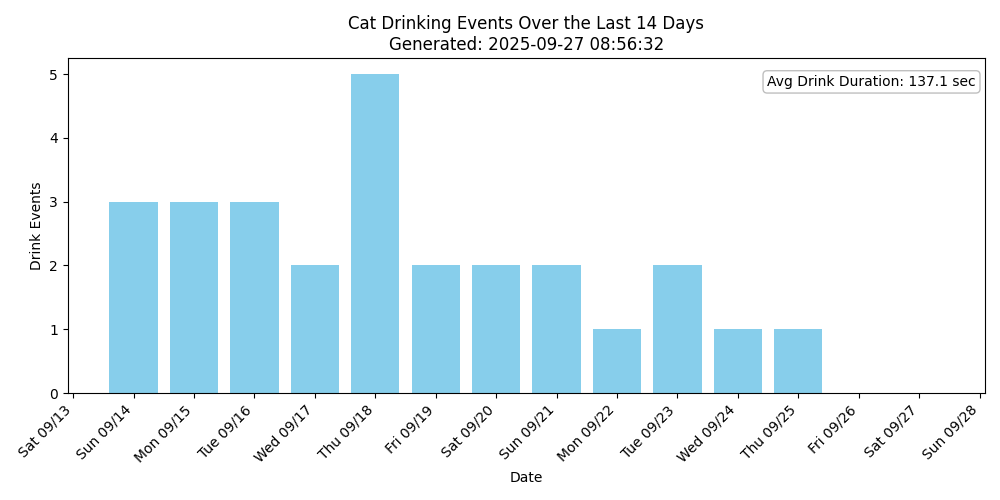 Cat Drinking Events Over the Last 14 Days
Generated: 2025-09-27 08:56:32
Avg Drink Duration: 137.1 sec
Drink Events
5
4
3
2
1
0
Sat 09/13
Sun 09/14
Mon 09/15
Tue 09/16
Wed 09/17
Thu 09/18
Fri 09/19
Sat 09/20
Sun 09/21
Mon 09/22
Tue 09/23
Wed 09/24
Thu 09/25
Fri 09/26
Sat 09/27
Sun 09/28
Date